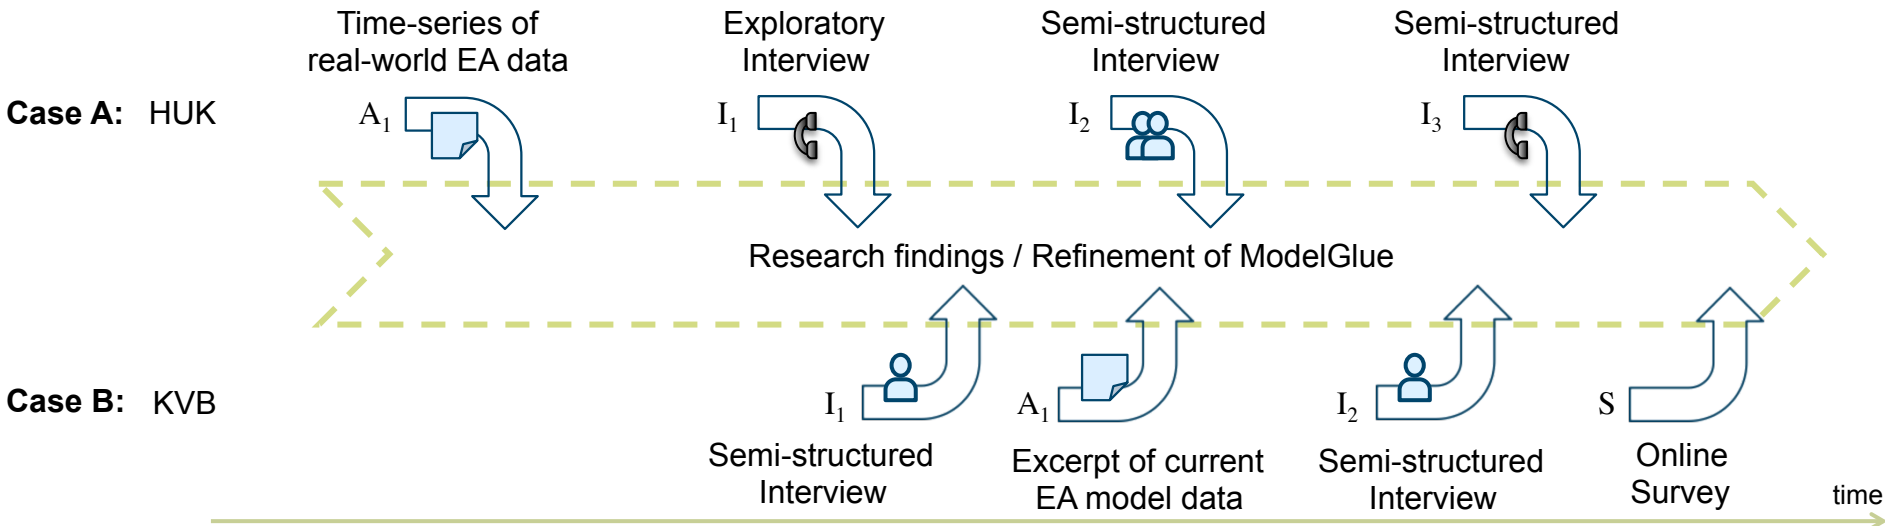 Time-series of
real-world EA data
Exploratory
Interview
Semi-structured
Interview
Semi-structured
Interview
Case A: HUK
A1
I1
I2
I3
Research findings / Refinement of ModelGlue
Case B: KVB
I1
A1
I2
S
Semi-structured
Interview
Excerpt of current
EA model data
Semi-structured
Interview
Online
Survey
time